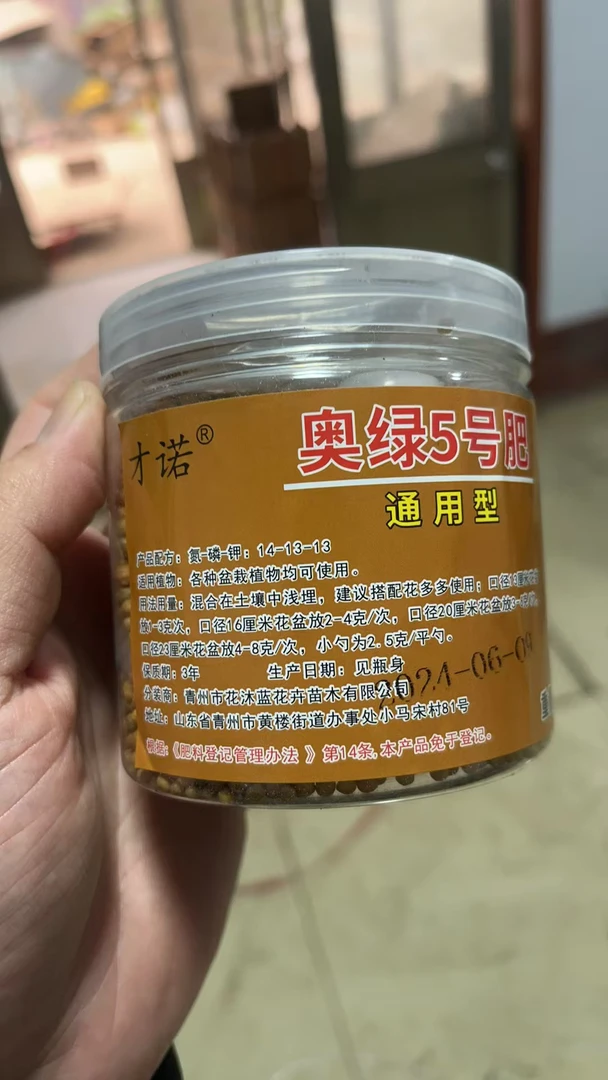 才诺®
奥绿5号肥
通用型
产品配方：氮-磷-钾：14-13-13
适用植物：各种盆栽植物均可使用。
用法用量：混合在土壤中浅埋，建议搭配花多多使用；口径
放1-3克次，口径16厘米花盆放2-4克/次，口径20厘米花盆放
口径23厘米花盆放4-8克/次，小勺为2.5克/平勺。
保质期：3年 生产日期：见瓶身
2024-06-09
分装商：青州市花沐蓝花卉苗木有限公司
地址：山东省青州市黄楼街道办事处小马宋村81号
根据《肥料登记管理办法 》第14条,本产品免于登记。